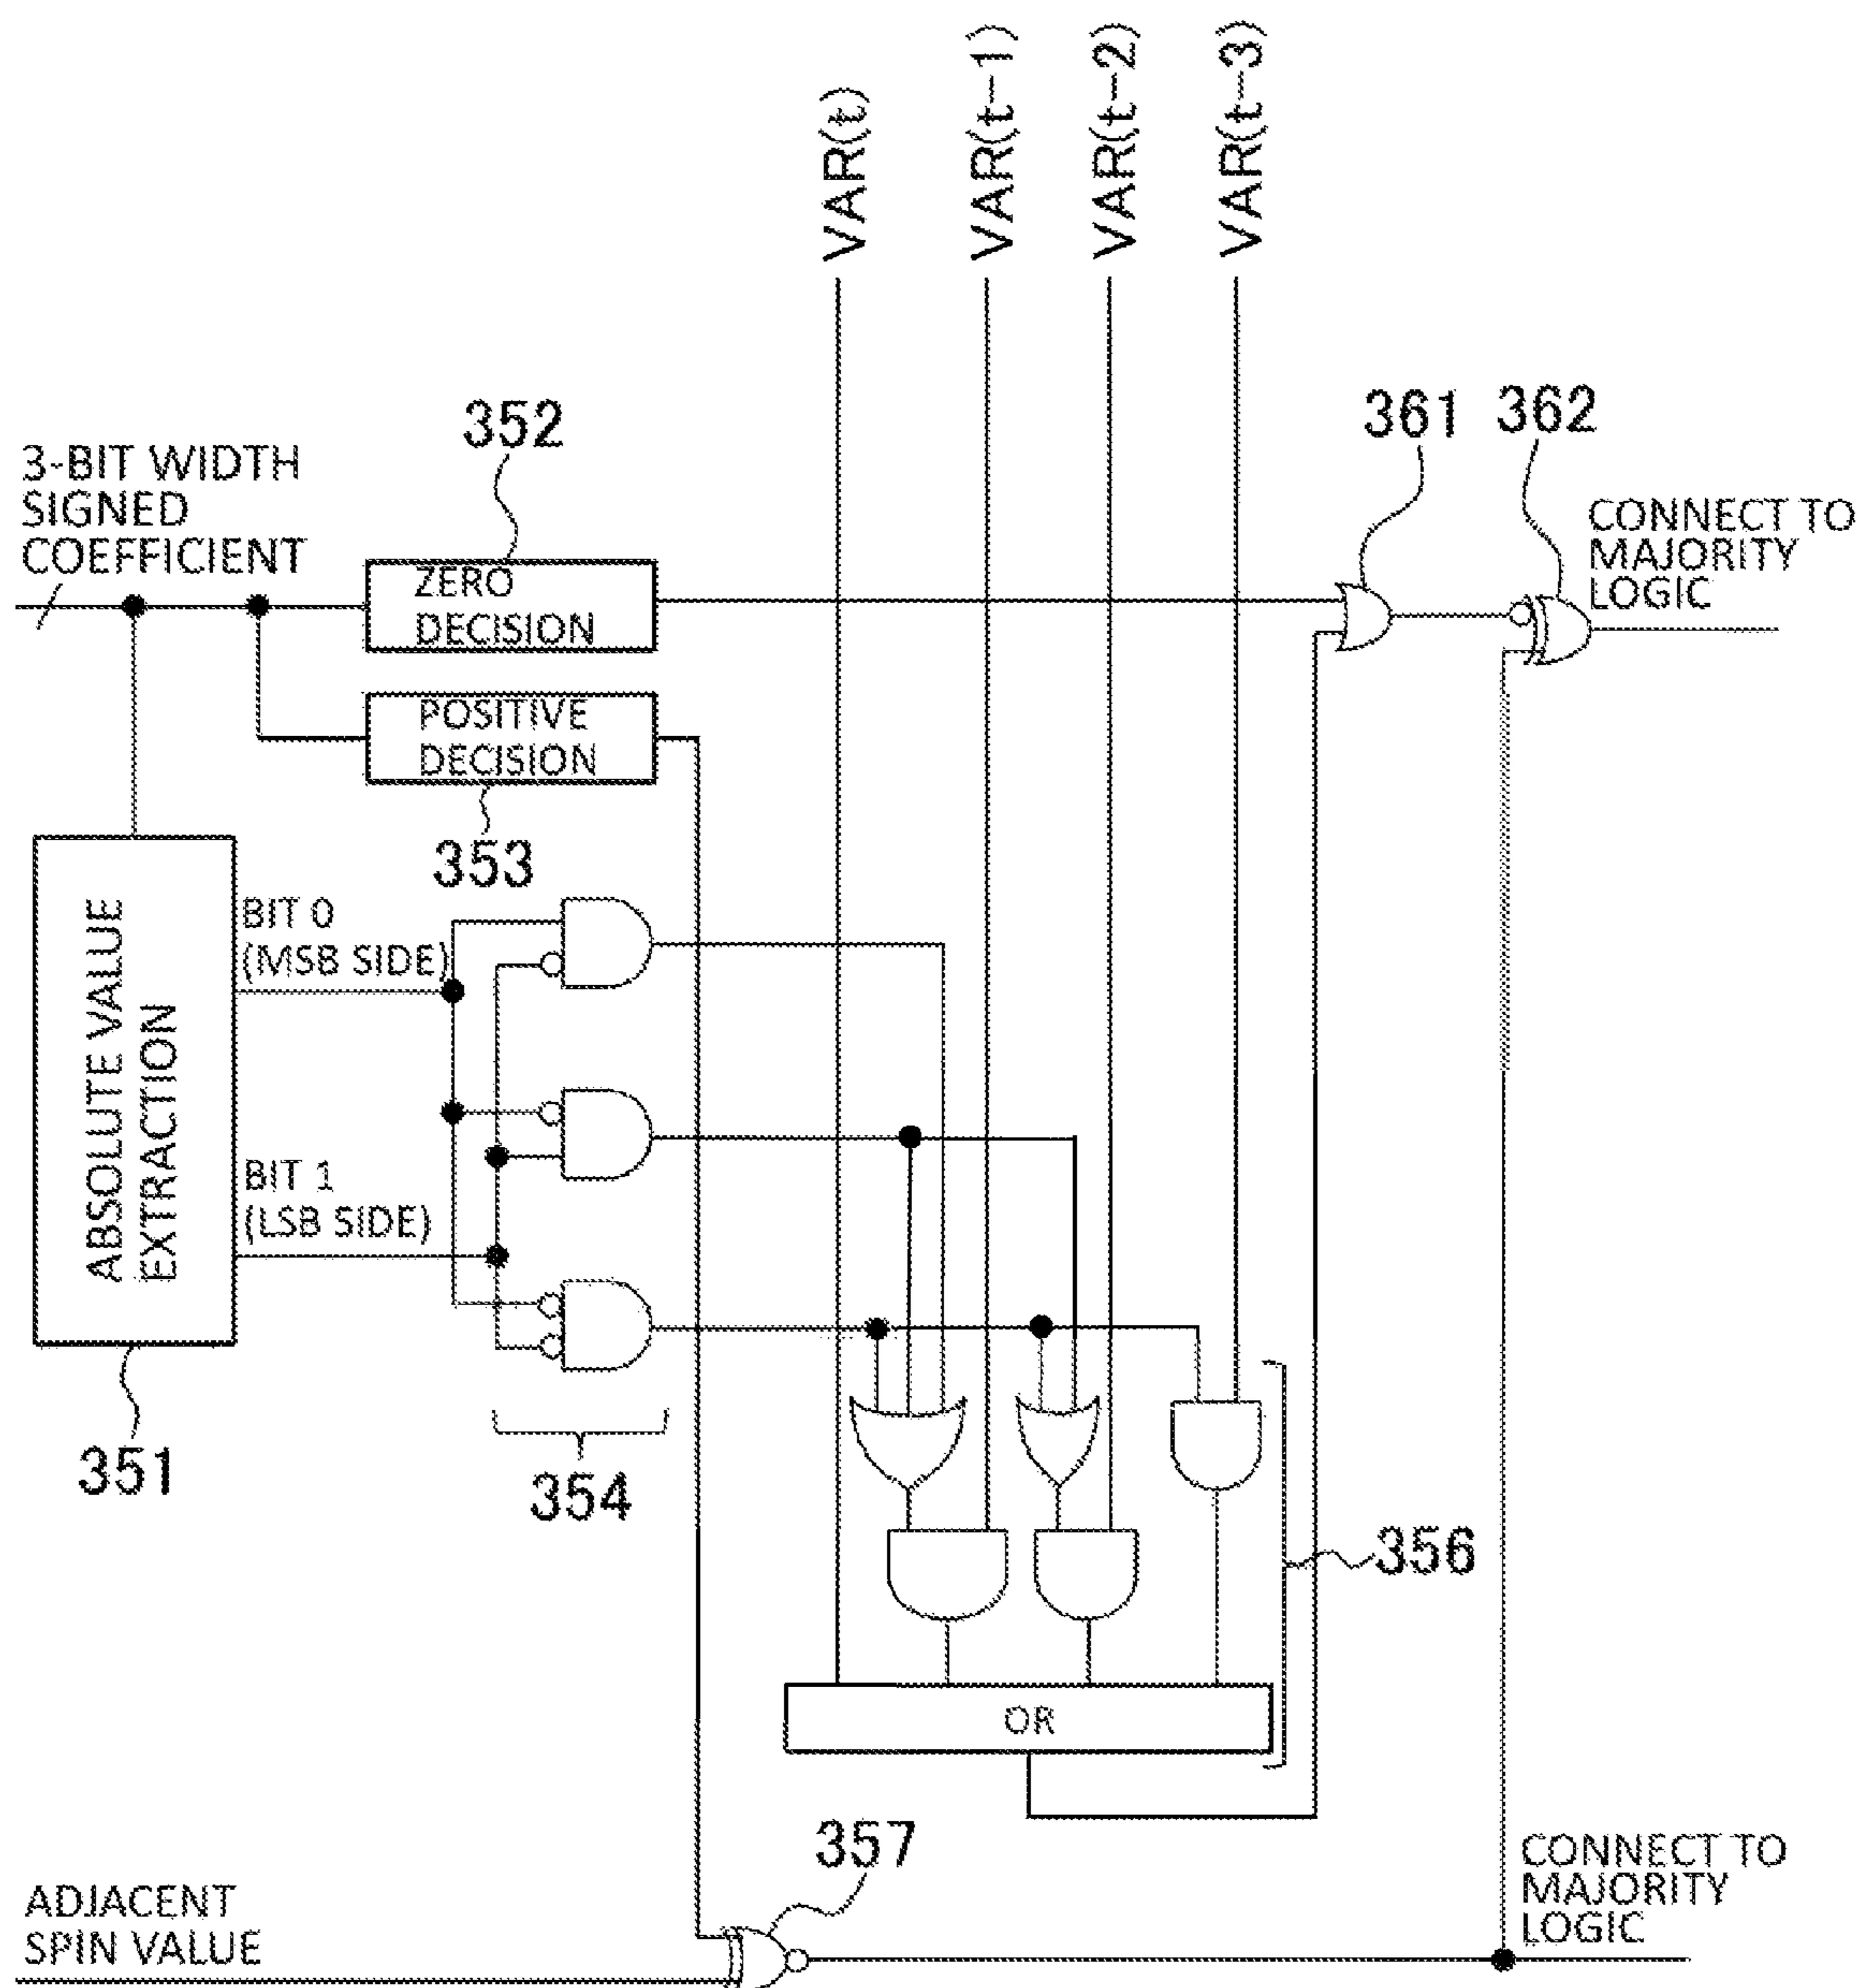 VAR(t)
VAR(t-1)
VAR(t-2)
VAR(t-3)
352
361
362
3-BIT WIDTH
SIGNED
COEFFICIENT
CONNECT TO
MAJORITY
LOGIC
ZERO
DECISION
POSITIVE
DECISION
353
ABSOLUTE VALUE
EXTRACTION
BIT 0
(MSB SIDE)
BIT 1
(LSB SIDE)
351
354
356
OR
357
ADJACENT
SPIN VALUE
CONNECT TO
MAJORITY
LOGIC